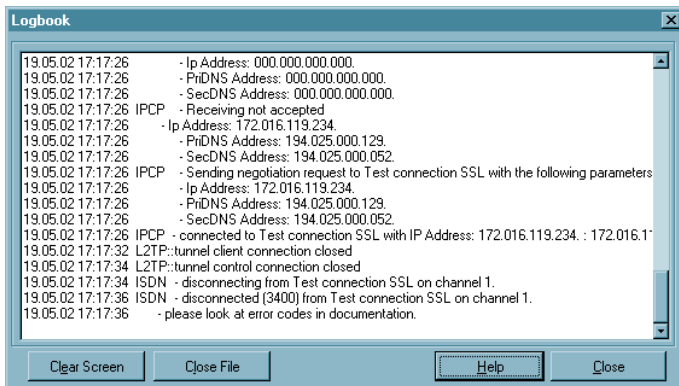 Logbook
19.05.02 17:17:26 - Ip Address: 000.000.000.000.
19.05.02 17:17:26 - PriDNS Address: 000.000.000.000.
19.05.02 17:17:26 - SecDNS Address: 000.000.000.000.
19.05.02 17:17:26 IPCP - Receiving not accepted
19.05.02 17:17:26 - Ip Address: 172.016.119.234.
19.05.02 17:17:26 - PriDNS Address: 194.025.000.129.
19.05.02 17:17:26 - SecDNS Address: 194.025.000.052.
19.05.02 17:17:26 IPCP - Sending negotiation request to Test connection SSL with the following parameters
19.05.02 17:17:26 - Ip Address: 172.016.119.234.
19.05.02 17:17:26 - PriDNS Address: 194.025.000.129.
19.05.02 17:17:26 - SecDNS Address: 194.025.000.052.
19.05.02 17:17:26 IPCP - connected to Test connection SSL with IP Address: 172.016.119.234. : 172.016.11
19.05.02 17:17:32 L2TP::tunnel client connection closed
19.05.02 17:17:34 L2TP::tunnel control connection closed
19.05.02 17:17:34 ISDN - disconnecting from Test connection SSL on channel 1.
19.05.02 17:17:36 ISDN - disconnected (3400) from Test connection SSL on channel 1.
19.05.02 17:17:36 - please look at error codes in documentation.
Clear Screen Close File Help Close